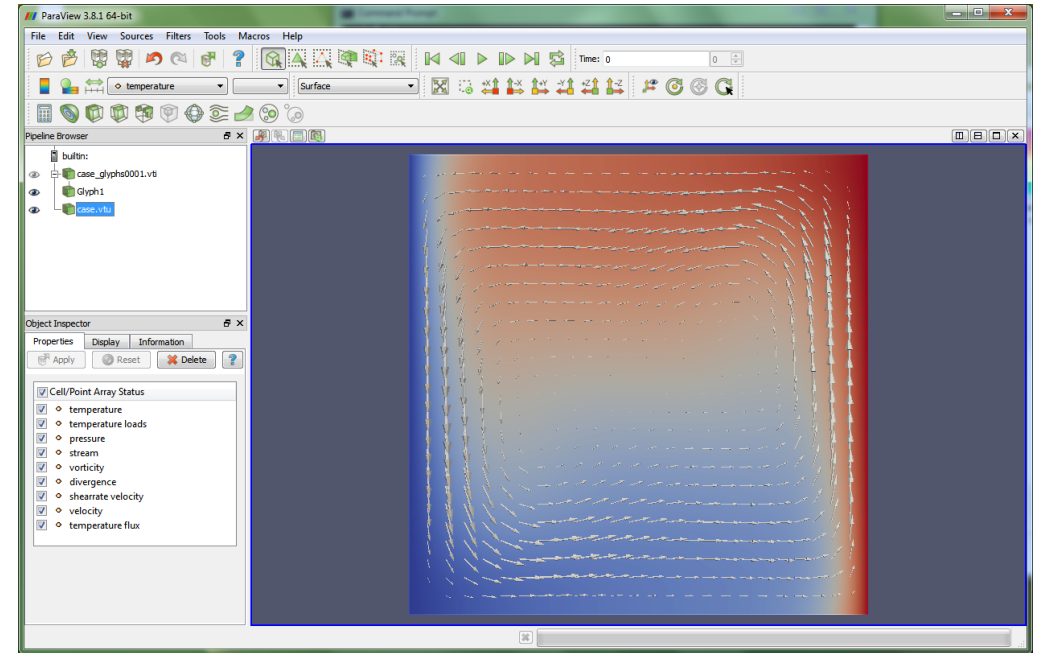 Command Prompt
ParaView 3.8.1 64-bit
File Edit View Sources Filters Tools Macros Help
? Time: 0 0
temperature Surface +X -X +Y -Y +Z -Z
Pipeline Browser
builtin:
case_glyphs0001.vti
Glyph1
case.vtu
Object Inspector
Properties Display Information
Apply Reset Delete ?
Cell/Point Array Status
temperature
temperature loads
pressure
stream
vorticity
divergence
shearrate velocity
velocity
temperature flux